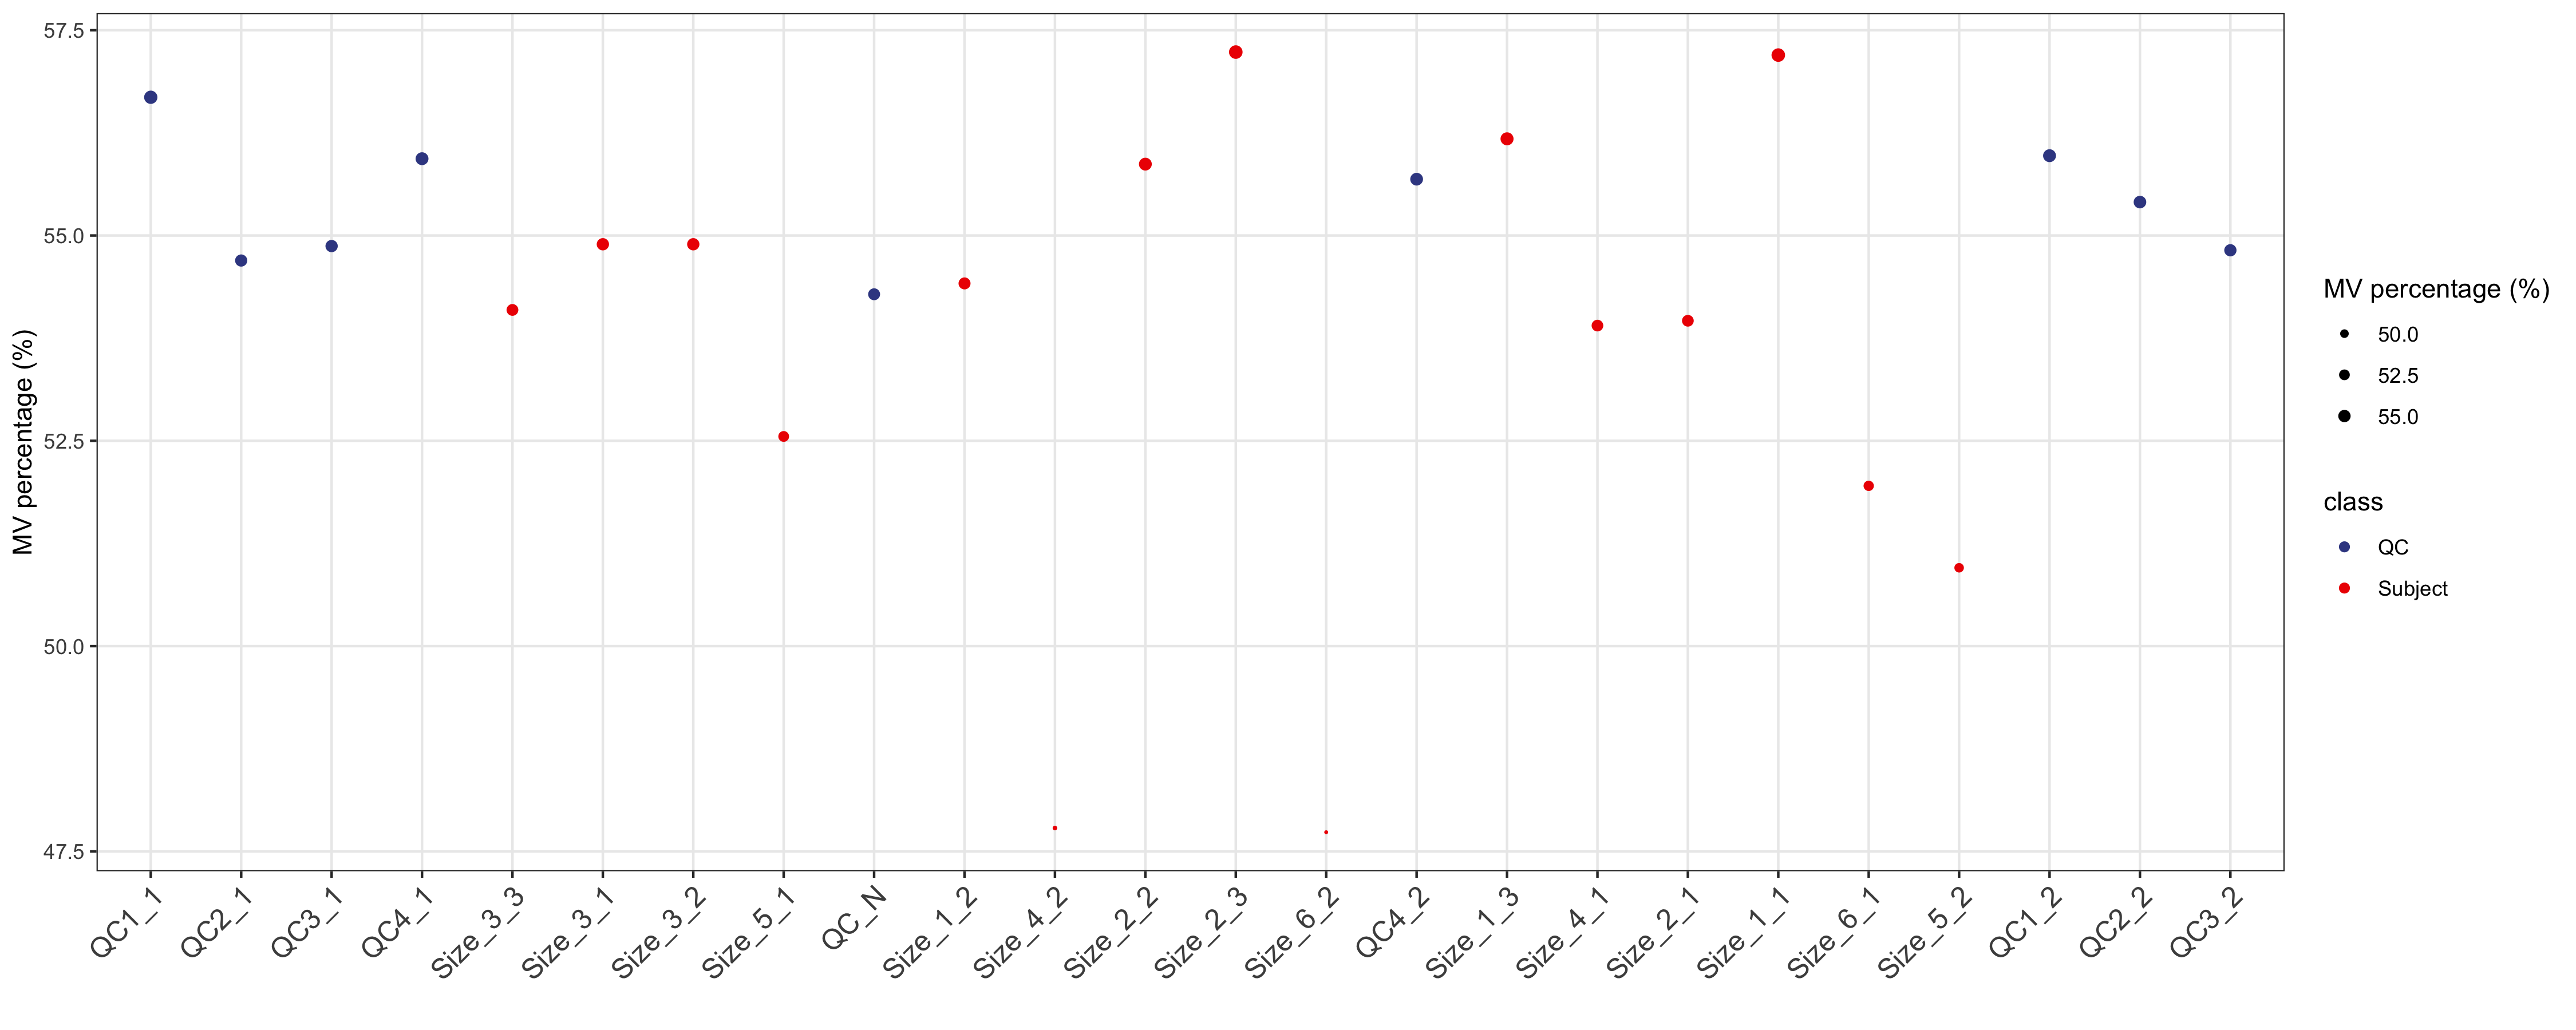 MV percentage (%)
57.5
55.0
52.5
50.0
47.5
QC1_1
QC2_1
QC3_1
QC4_1
Size_3_3
Size_3_1
Size_3_2
Size_5_1
QC_N
Size_1_2
Size_4_2
Size_2_2
Size_2_3
Size_6_2
QC4_2
Size_1_3
Size_4_1
Size_2_1
Size_1_1
Size_6_1
Size_5_2
QC1_2
QC2_2
QC3_2
MV percentage (%)
50.0
52.5
55.0
class
QC
Subject